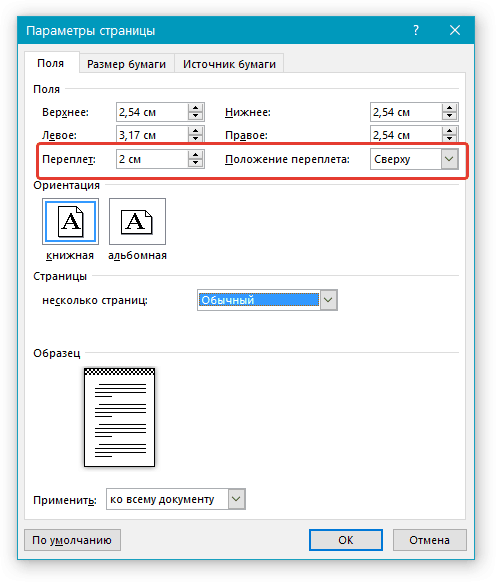 Параметры страницы ?
Поля Размер бумаги Источник бумаги
Поля
Верхнее: 2,54 см Нижнее: 2,54 см
Левое: 3,17 см Правое: 2,54 см
Переплет: 2 см Положение переплета: Сверху
Ориентация
A A
книжная альбомная
Страницы
несколько страниц: Обычный
Образец
Применить: ко всему документу
По умолчанию ОК Отмена